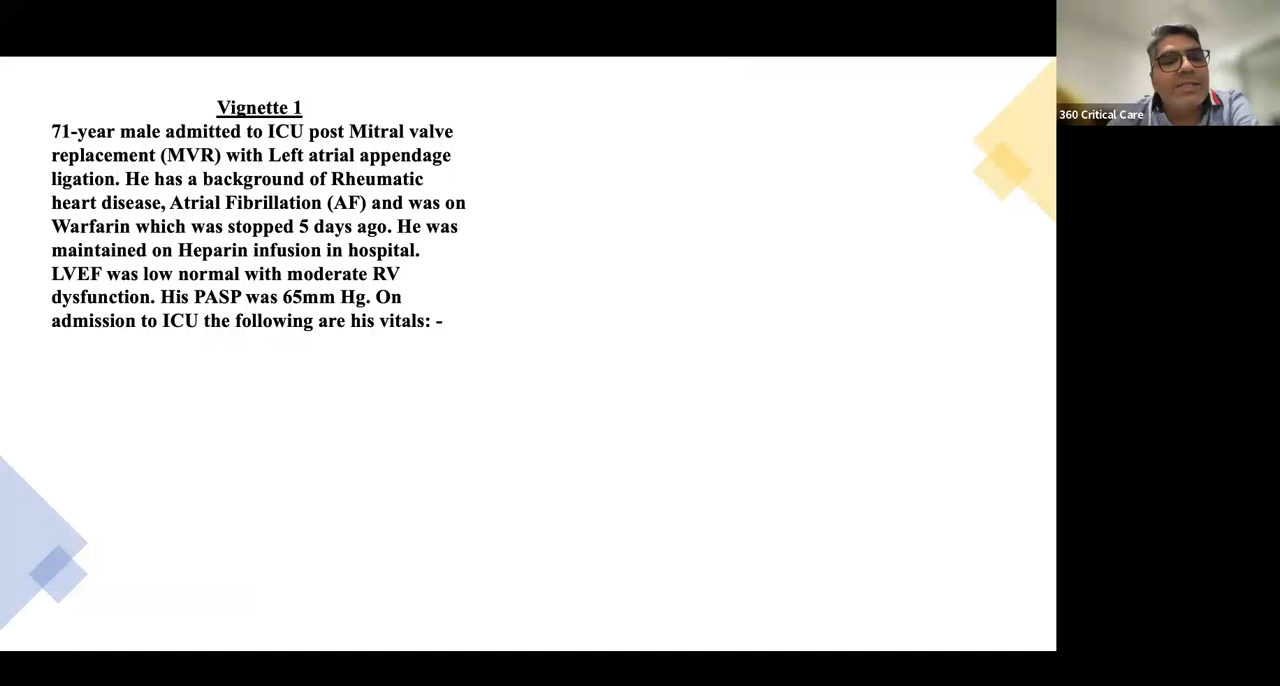 Vignette 1
71-year male admitted to ICU post Mitral valve
replacement (MVR) with Left atrial appendage
ligation. He has a background of Rheumatic
heart disease, Atrial Fibrillation (AF) and was on
Warfarin which was stopped 5 days ago. He was
maintained on Heparin infusion in hospital.
LVEF was low normal with moderate RV
dysfunction. His PASP was 65mm Hg. On
admission to ICU the following are his vitals: -
360 Critical Care